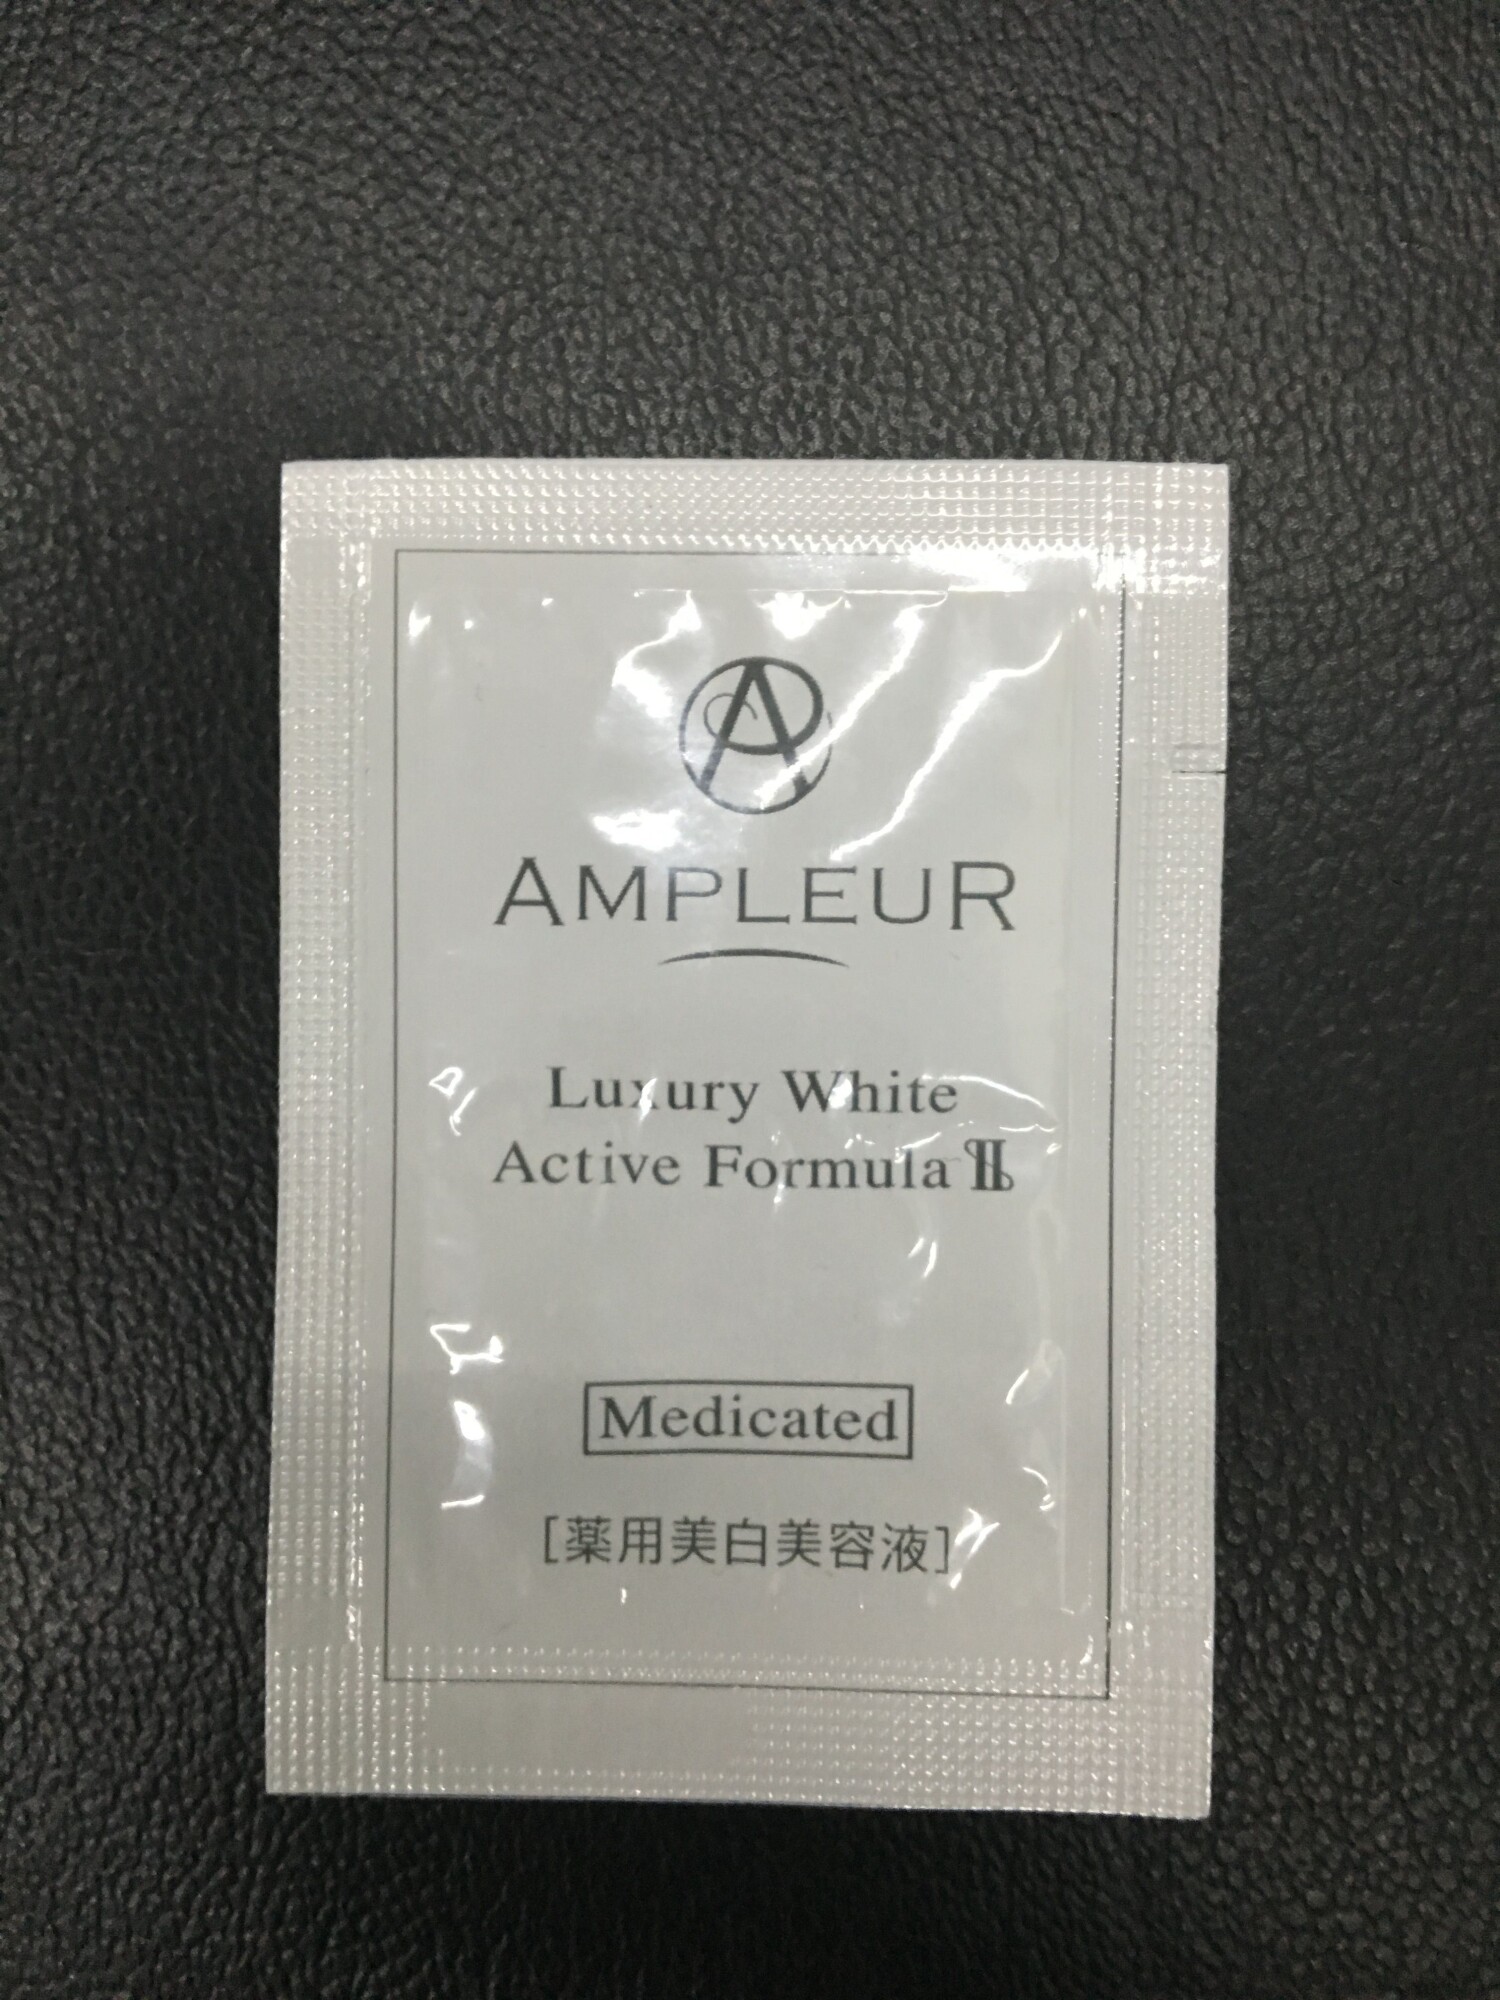 AMPLEUR
Luxury White
Active Formula II
Medicated
[薬用美白美容液]